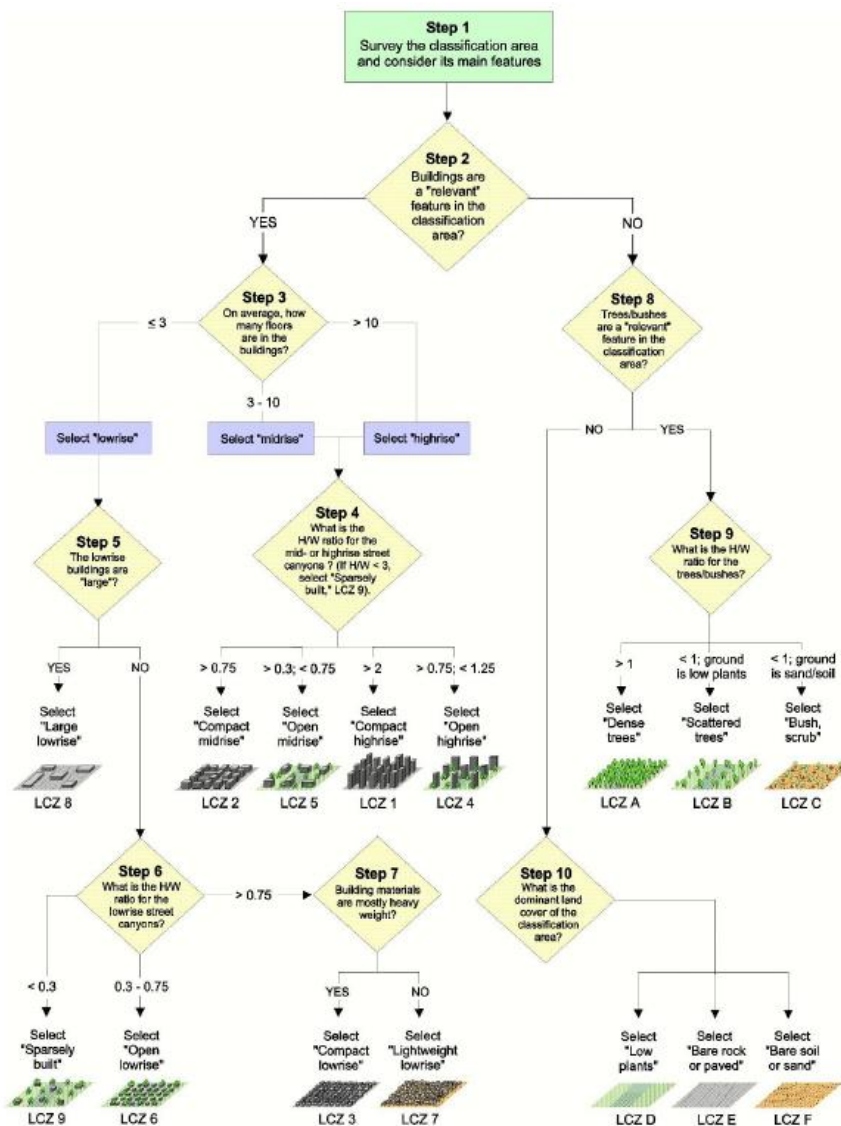 Step 1
Survey the classification area
and consider its main features
Step 2
Buildings are
a "relevant"
feature in the
classification
area?
YES
NO
Step 3
On average, how
many floors
are in the
buildings?
≤ 3
> 10
3 - 10
Step 8
Trees/bushes
are a "relevant"
feature in the
classification
area?
Select "lowrise"
Select "midrise"
Select "highrise"
NO
YES
Step 5
The lowrise
buildings are
"large"?
Step 4
What is the
H/W ratio for the
mid- or highrise street
canyons ? (If H/W < 3,
select "Sparsely
built," LCZ 9).
Step 9
What is the H/W
ratio for the
trees/bushes?
YES
NO
> 0.75
> 0.3; < 0.75
> 2
> 0.75; < 1.25
> 1
< 1; ground
is low plants
< 1; ground
is sand/soil
Select
"Large
lowrise"
LCZ 8
Select
"Compact
midrise"
LCZ 2
Select
"Open
midrise"
LCZ 5
Select
"Compact
highrise"
LCZ 1
Select
"Open
highrise"
LCZ 4
Select
"Dense
trees"
LCZ A
Select
"Scattered
trees"
LCZ B
Select
"Bush,
scrub"
LCZ C
Step 6
What is the H/W
ratio for the
lowrise street
canyons?
> 0.75
Step 7
Building materials
are mostly heavy
weight?
Step 10
What is the
dominant land
cover of the
classification
area?
< 0.3
0.3 - 0.75
YES
NO
Select
"Sparsely
built"
LCZ 9
Select
"Open
lowrise"
LCZ 6
Select
"Compact
lowrise"
LCZ 3
Select
"Lightweight
lowrise"
LCZ 7
Select
"Low
plants"
LCZ D
Select
"Bare rock
or paved"
LCZ E
Select
"Bare soil
or sand"
LCZ F